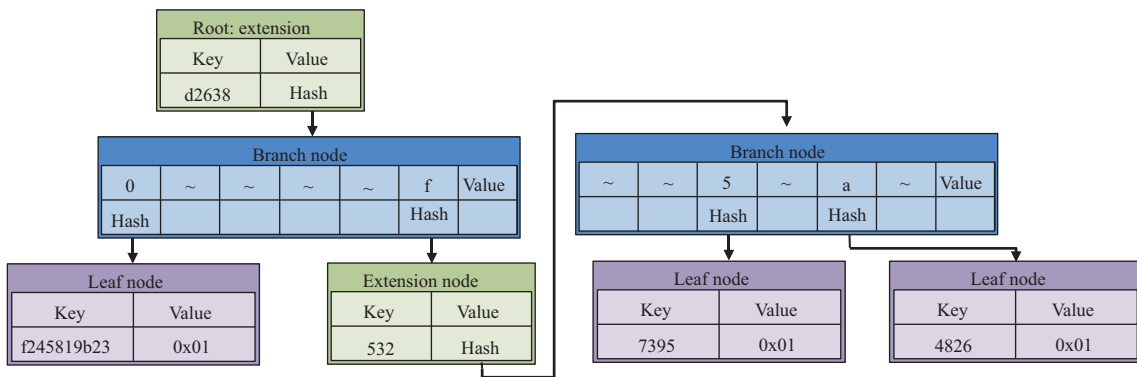 Root: extension
Key Value
d2638 Hash
Branch node
0 ~ ~ ~ ~ f Value
Hash Hash
Leaf node
Key Value
f245819b23 0x01
Extension node
Key Value
532 Hash
Branch node
~ ~ 5 ~ a ~ Value
Hash Hash
Leaf node
Key Value
7395 0x01
Leaf node
Key Value
4826 0x01